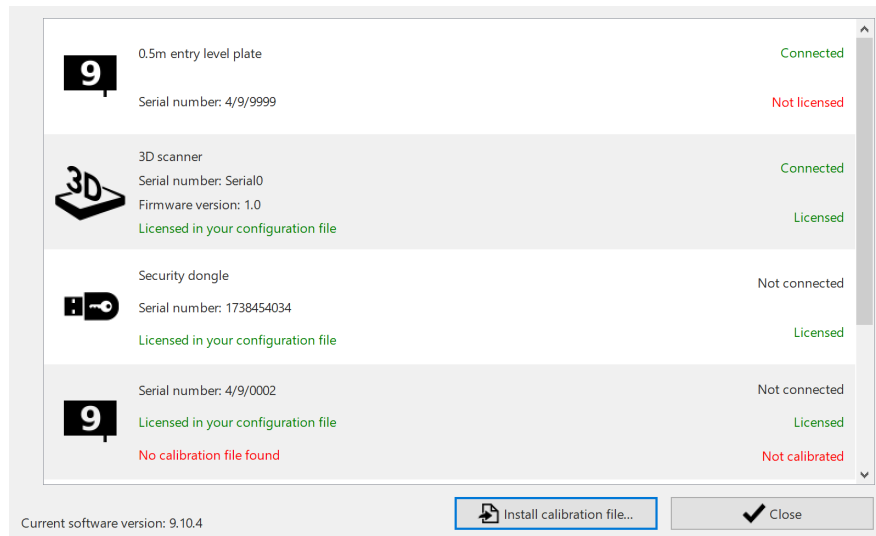 9
0.5m entry level plate
Connected
Serial number: 4/9/9999
Not licensed
3D
3D scanner
Serial number: Serial0
Connected
Firmware version: 1.0
Licensed
Licensed in your configuration file
Security dongle
Not connected
Serial number: 1738454034
Licensed in your configuration file
Licensed
Serial number: 4/9/0002
Not connected
9
Licensed in your configuration file
Licensed
No calibration file found
Not calibrated
Install calibration file...
Close
Current software version: 9.10.4